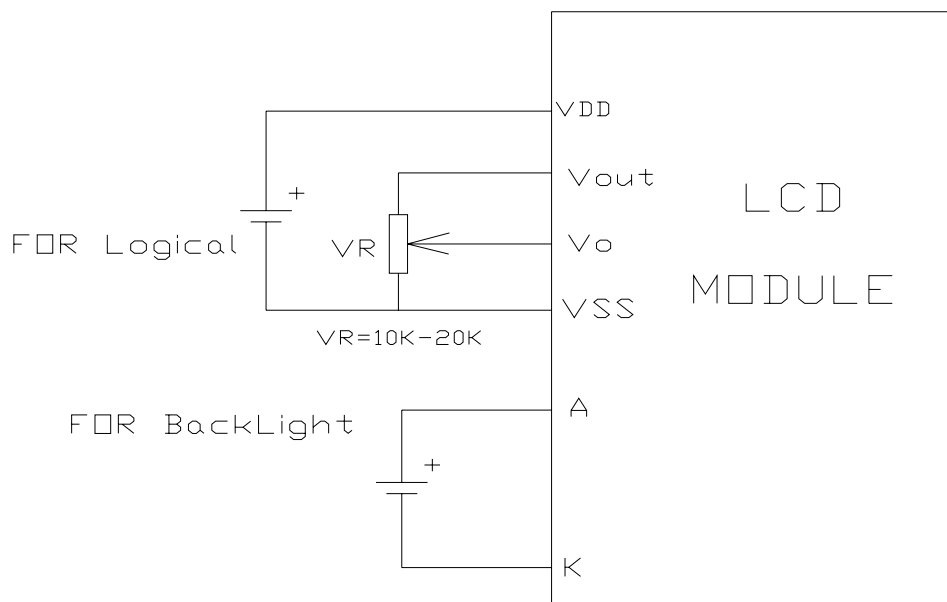 VDD
Vout
LCD
+
FOR Logical
VR
Vo
MODULE
VSS
VR=10K-20K
A
FOR BackLight
+
K